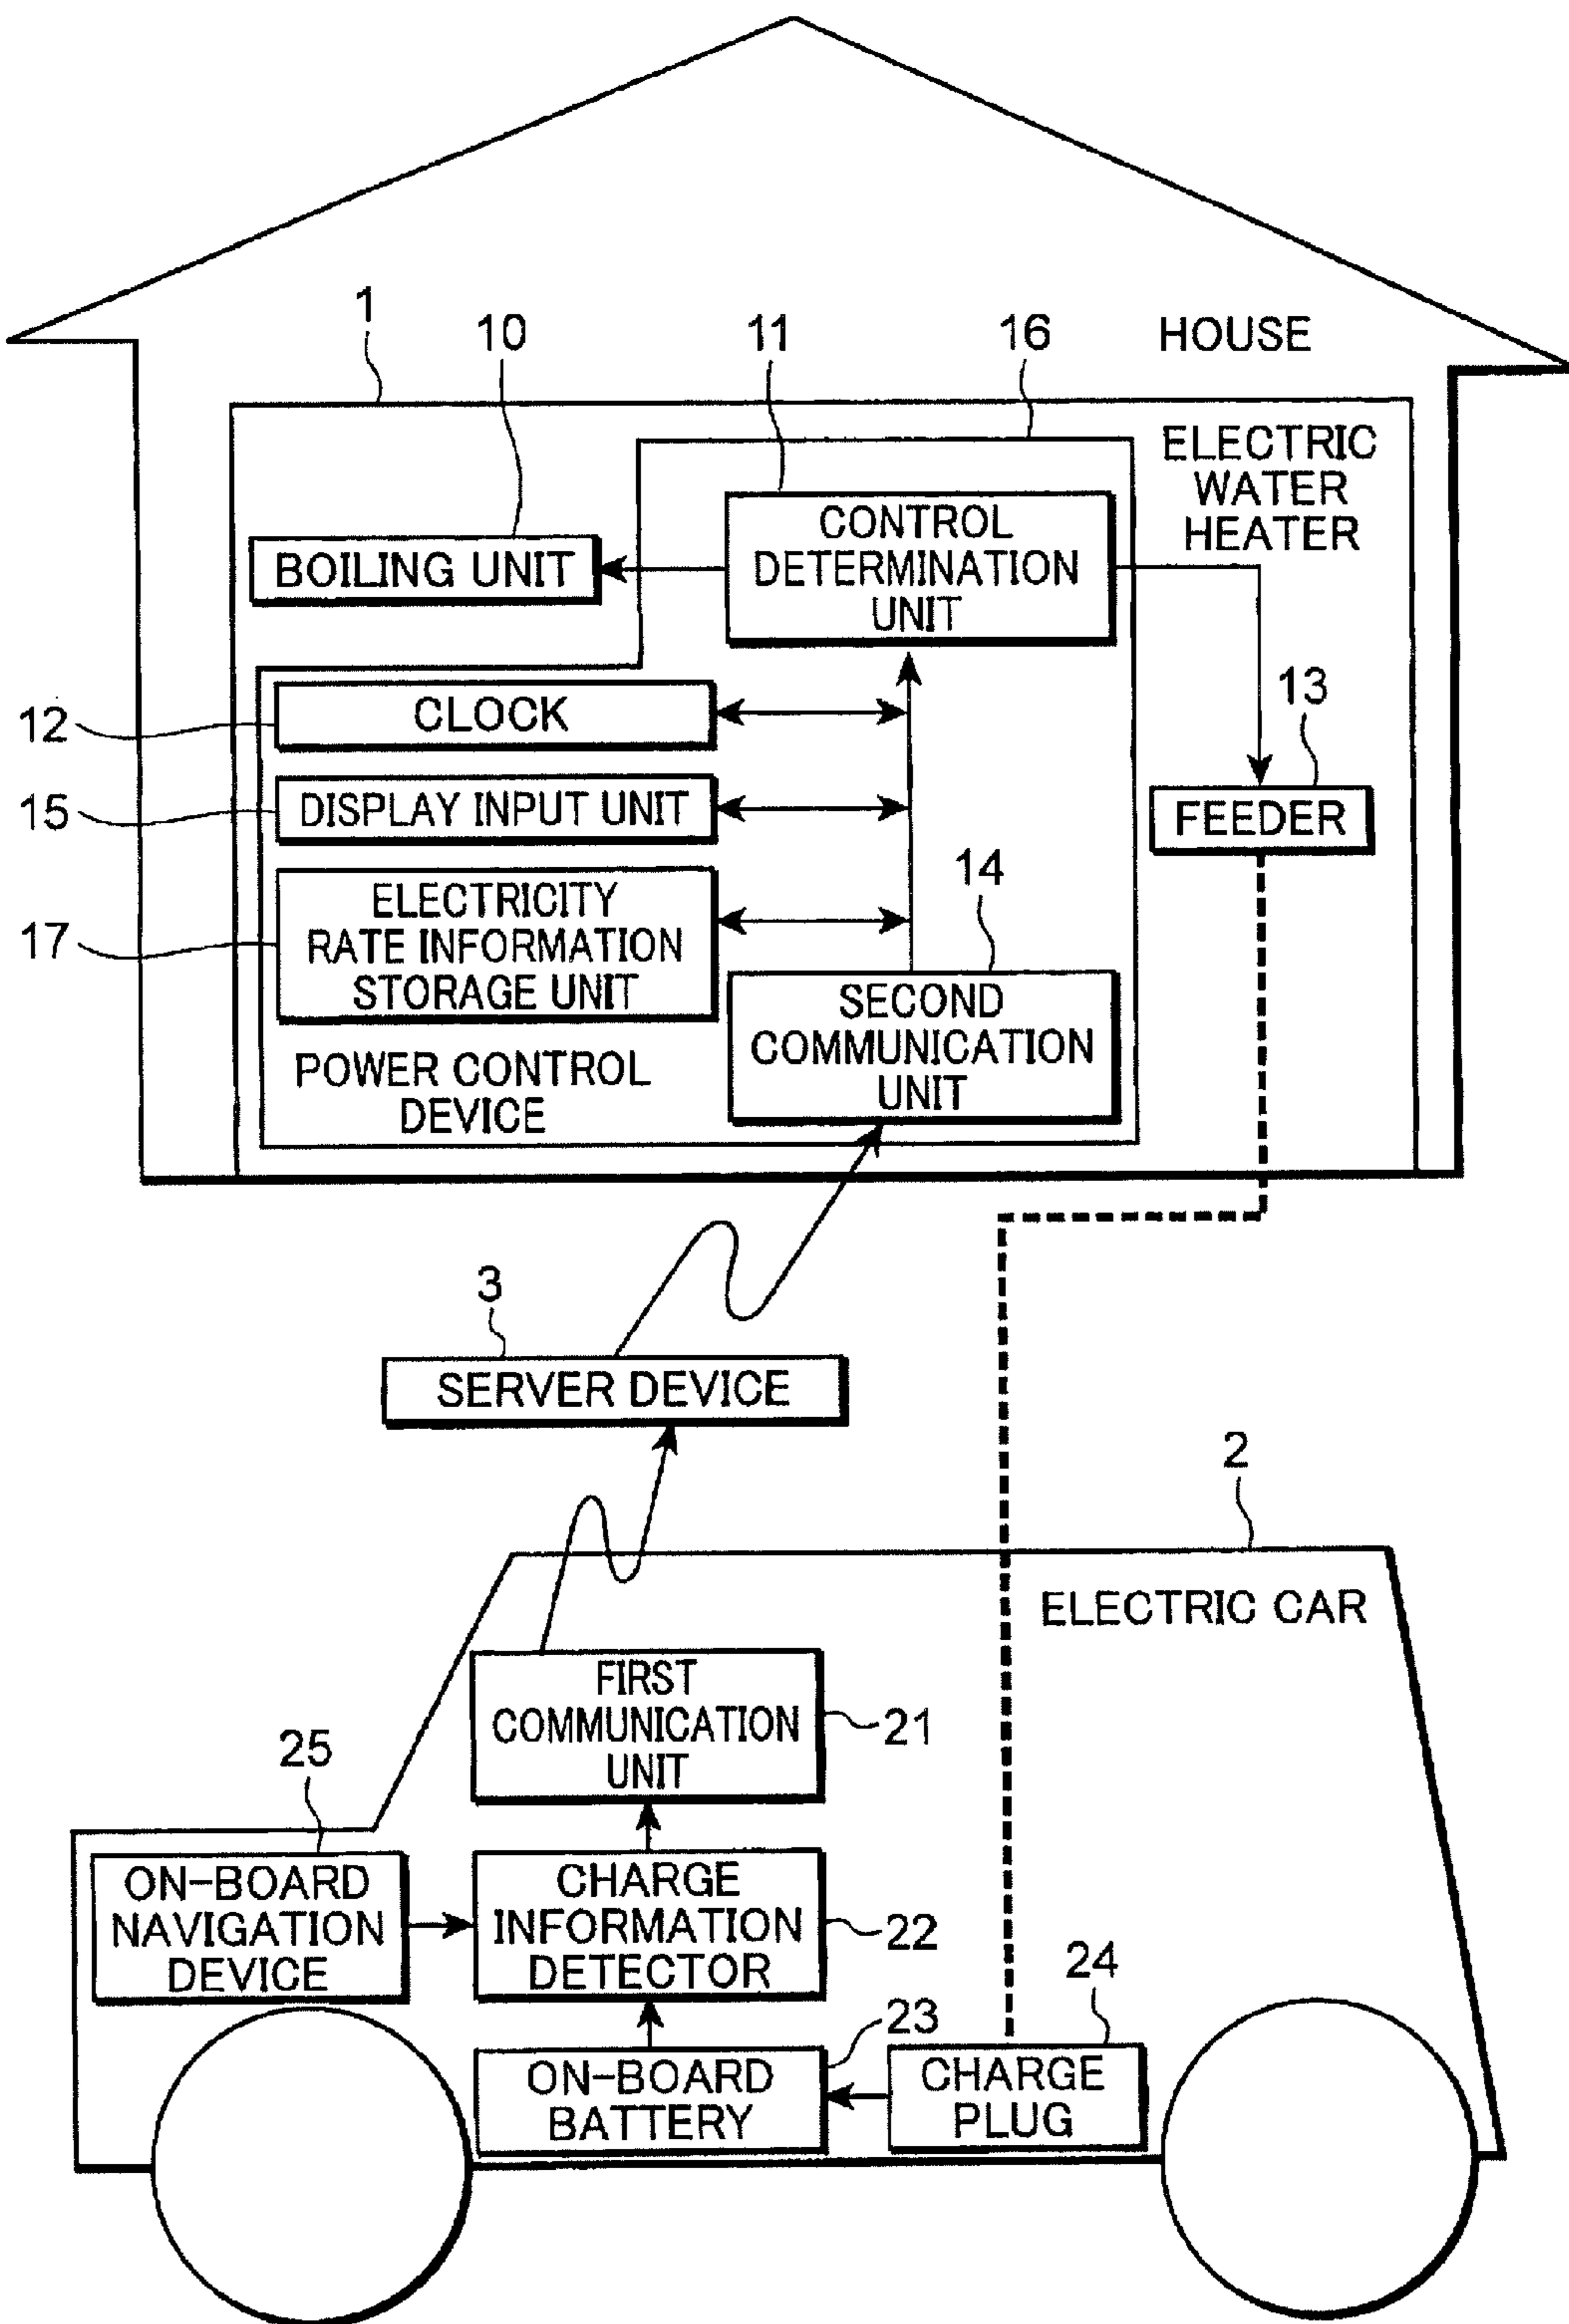 1
10
11
16
HOUSE
ELECTRIC
WATER
HEATER
CONTROL
DETERMINATION
UNIT
BOILING UNIT
12
CLOCK
13
15
DISPLAY INPUT UNIT
FEEDER
14
17
ELECTRICITY
RATE INFORMATION
STORAGE UNIT
SECOND
COMMUNICATION
UNIT
POWER CONTROL
DEVICE
3
SERVER DEVICE
2
ELECTRIC CAR
FIRST
COMMUNICATION
UNIT
21
25
ON-BOARD
NAVIGATION
DEVICE
CHARGE
INFORMATION
DETECTOR
22
24
23
ON-BOARD
BATTERY
CHARGE
PLUG